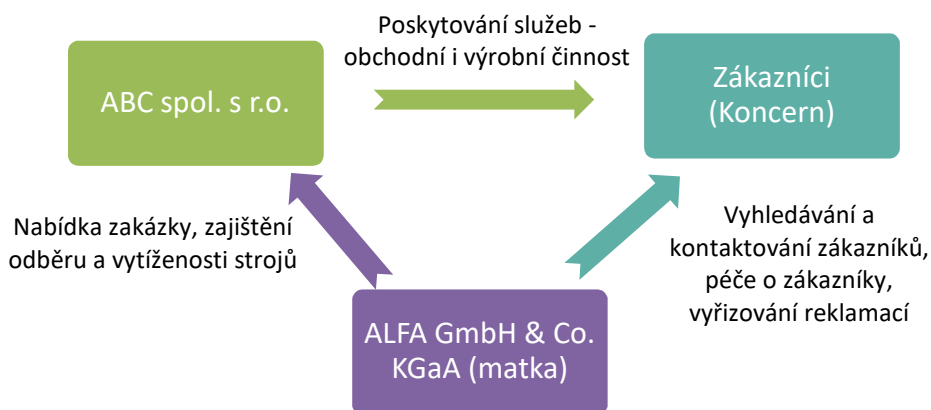 Poskytování služeb -
obchodní i výrobní činnost
ABC spol. s r.o.
Zákazníci
(Koncern)
Nabídka zakázky, zajištění
odběru a vytíženosti strojů
Vyhledávání a
kontaktování zákazníků,
péče o zákazníky,
vyřizování reklamací
ALFA GmbH & Co.
KGaA (matka)